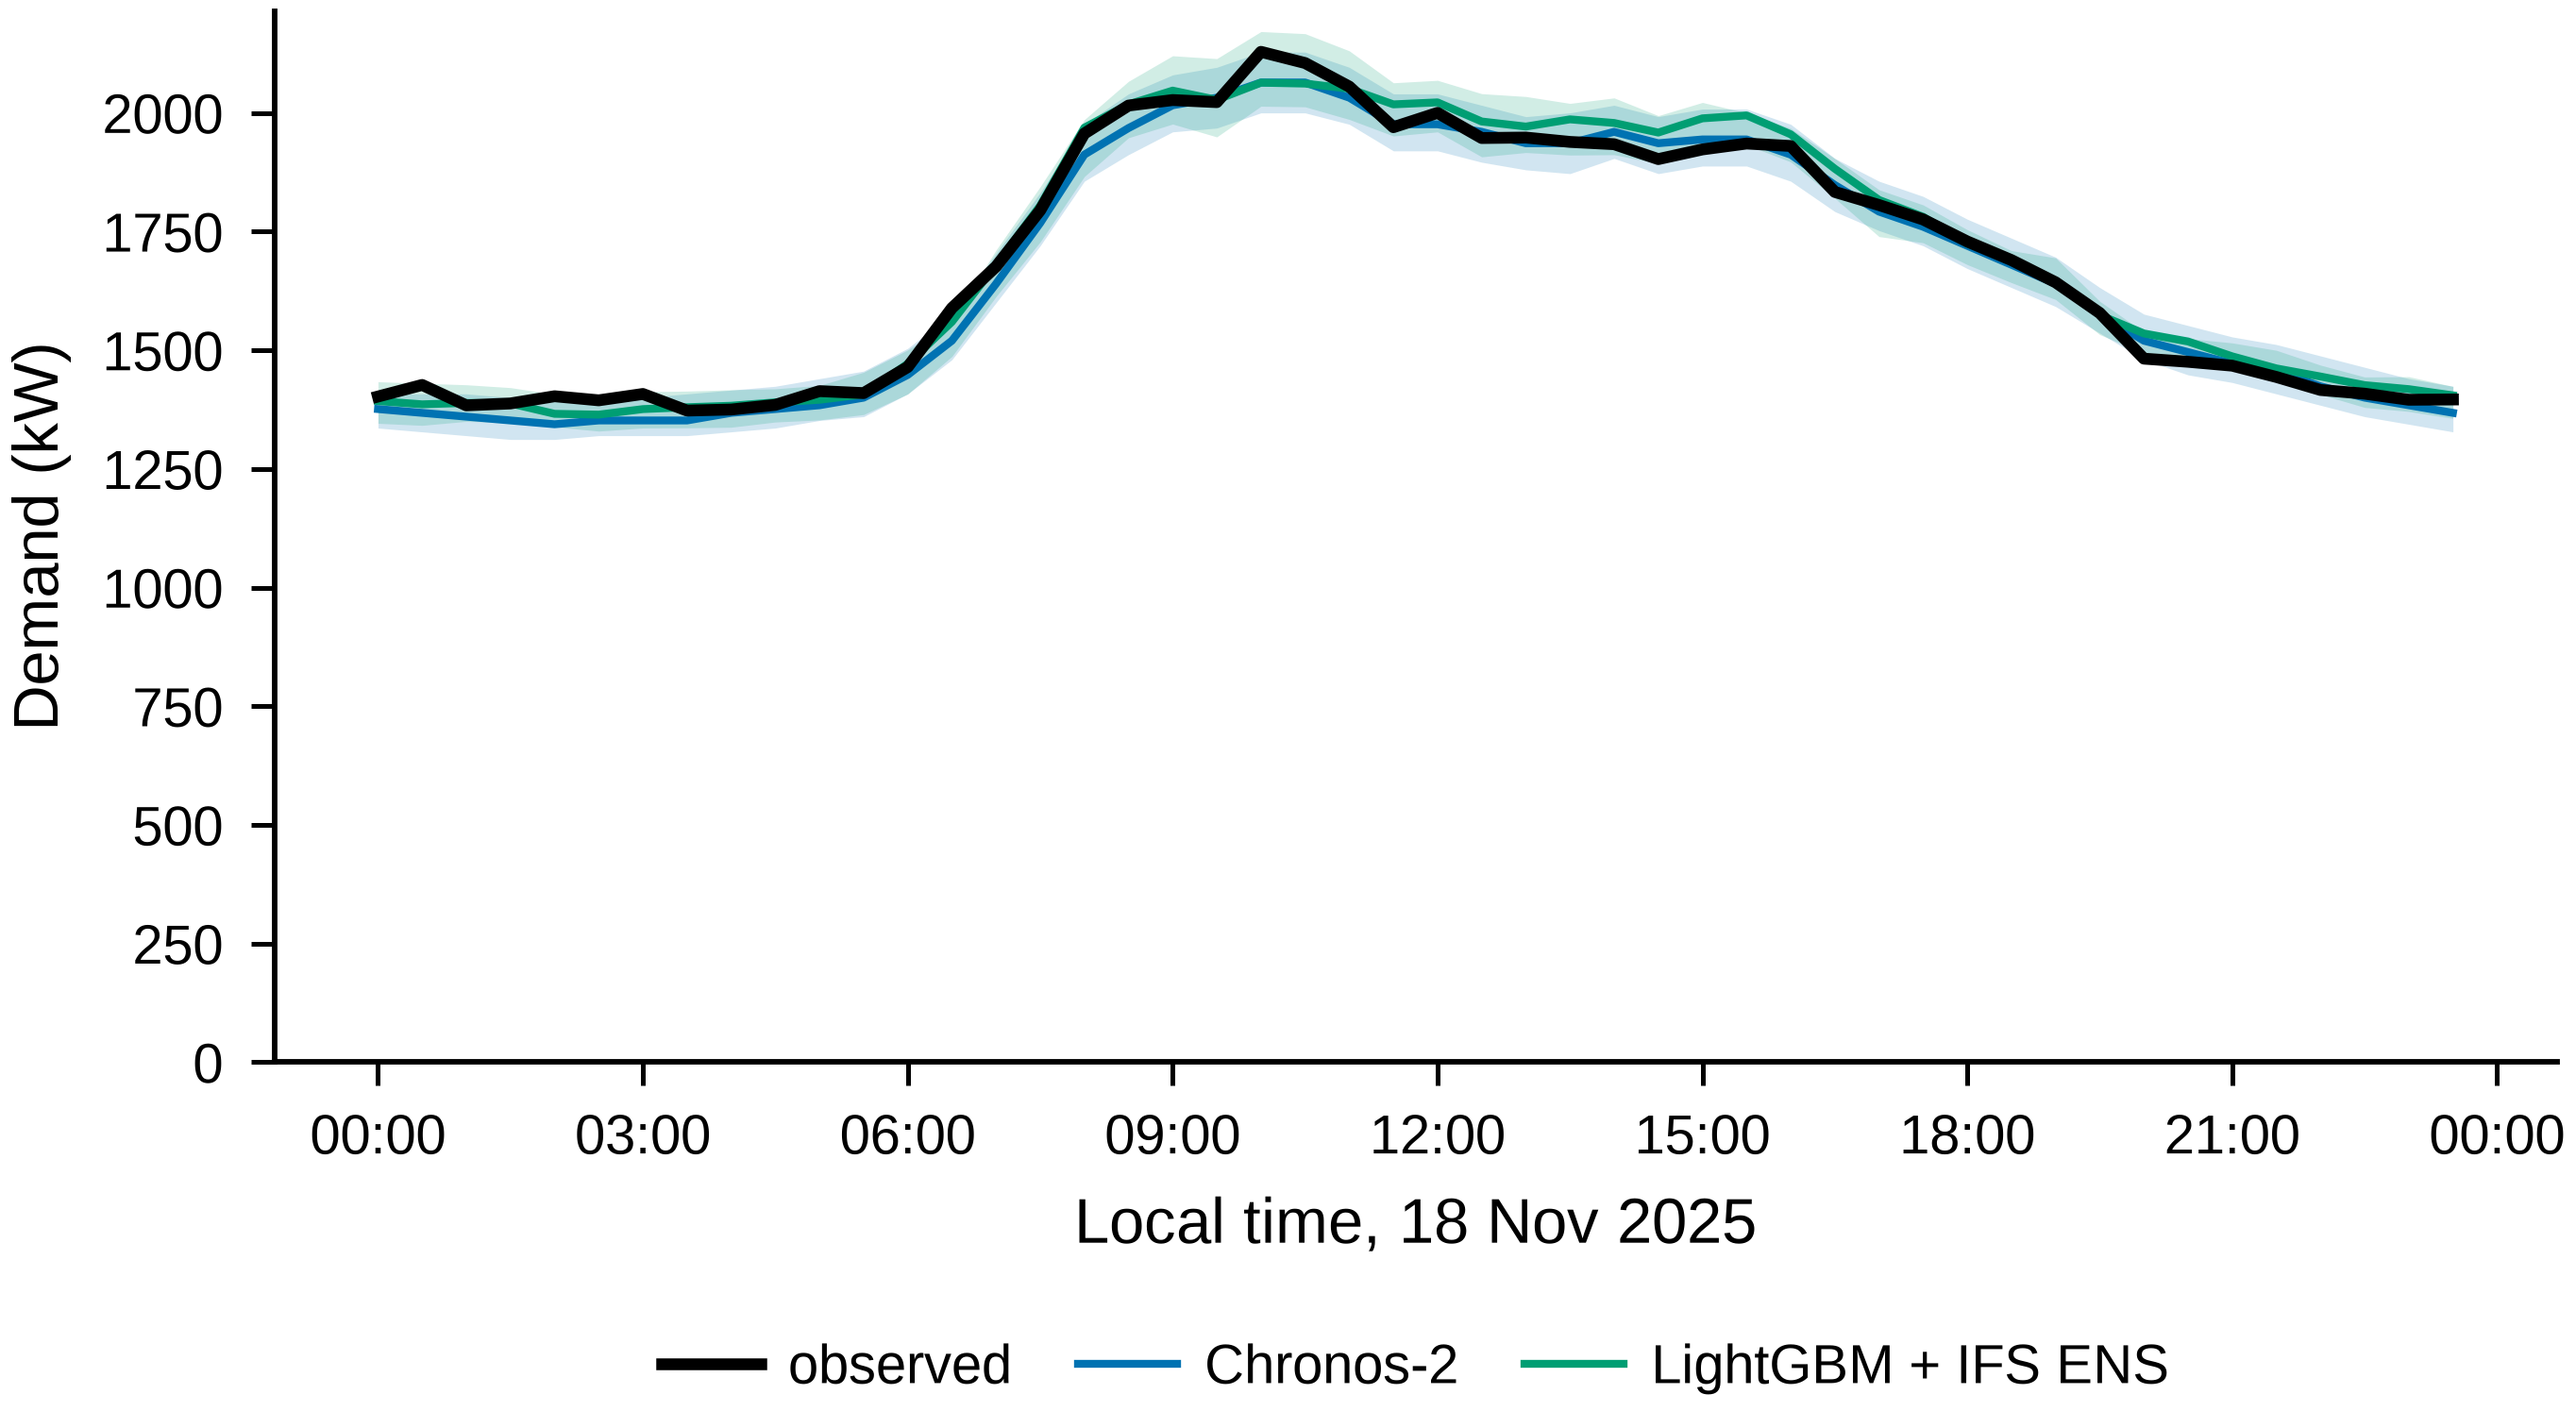 Demand (kW)
2000
1750
1500
1250
1000
750
500
250
0
00:00 03:00 06:00 09:00 12:00 15:00 18:00 21:00 00:00
Local time, 18 Nov 2025
observed Chronos-2 LightGBM + IFS ENS